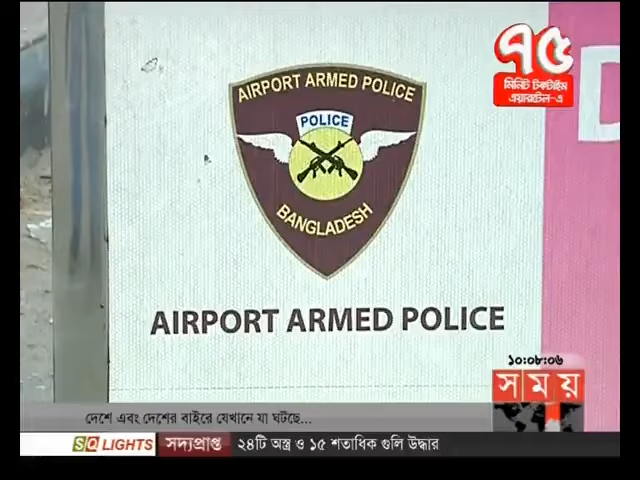 ৭৫
মিনিট টকটাইম
এয়ারটেল-এ
D
AIRPORT ARMED POLICE
POLICE
BANGLADESH
AIRPORT ARMED POLICE
১০:০৮:০৬
সময়
দেশে এবং দেশের বাইরে যেখানে যা ঘটছে...
SQ LIGHTS সদ্যপ্রাপ্ত ২৪টি অস্ত্র ও ১৫ শতাধিক গুলি উদ্ধার